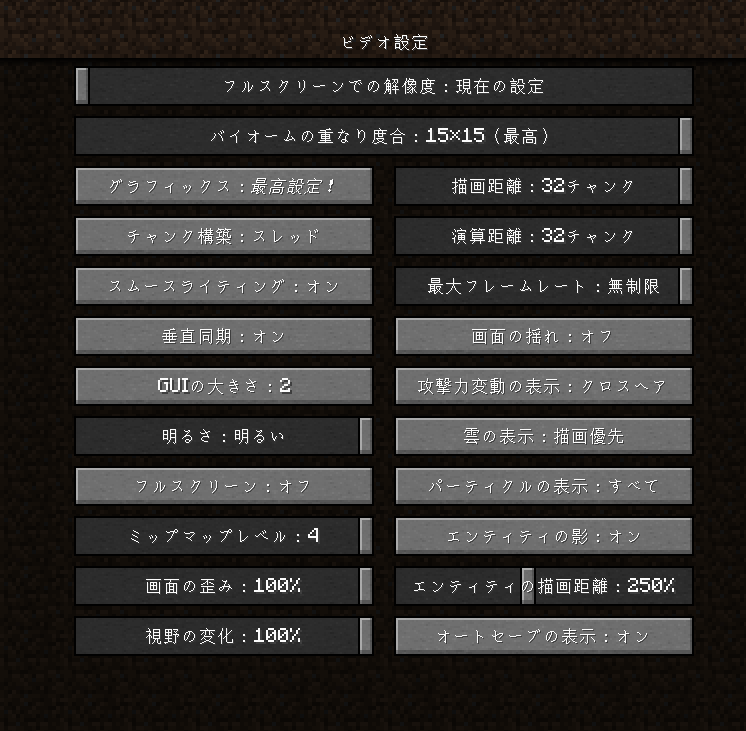 ビデオ設定
フルスクリーンでの解像度：現在の設定
バイオームの重なり度合：15×15（最高）
グラフィックス：最高設定！
描画距離：32チャンク
チャンク構築：スレッド
演算距離：32チャンク
スムースライティング：オン
最大フレームレート：無制限
垂直同期：オン
画面の揺れ：オフ
GUIの大きさ：2
攻撃力変動の表示：クロスヘア
明るさ：明るい
雲の表示：描画優先
フルスクリーン：オフ
パーティクルの表示：すべて
ミップマップレベル：4
エンティティの影：オン
画面の歪み：100%
エンティティの描画距離：250%
視野の変化：100%
オートセーブの表示：オン